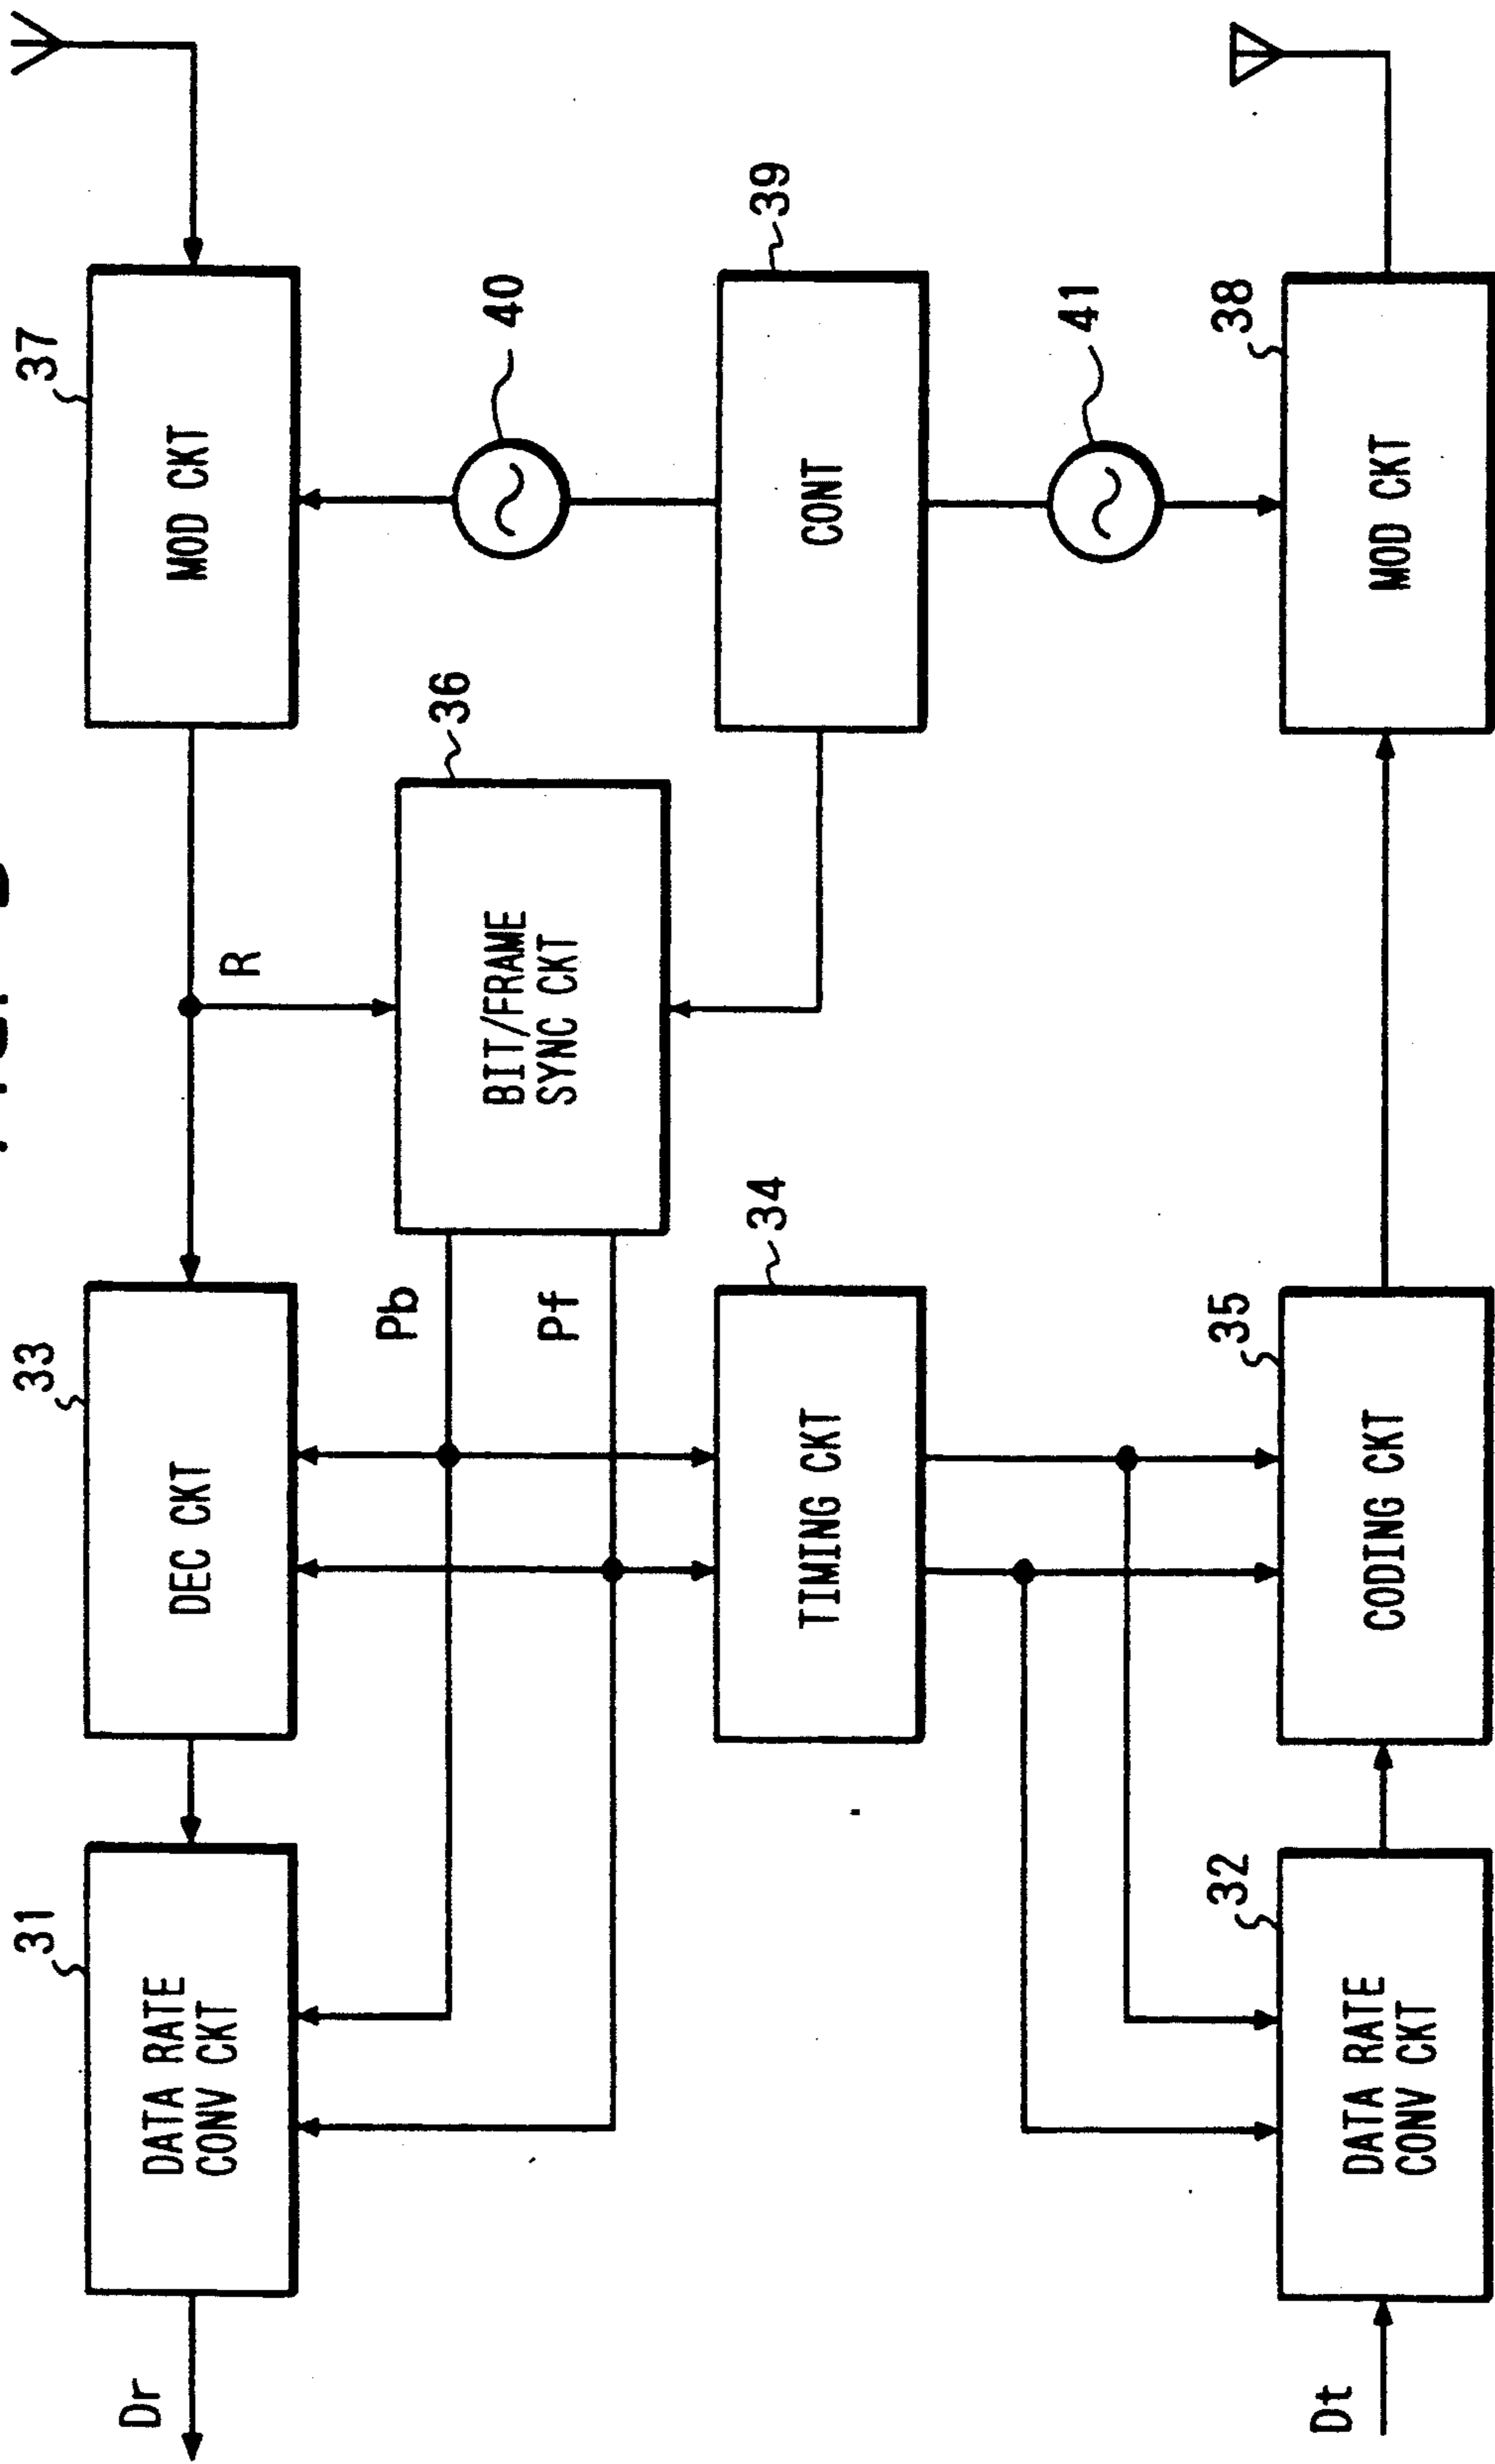 31
33
37
Dr
DATA RATE
CONV CKT
DEC CKT
R
MOD CKT
Pb
Pf
36
BIT/FRAME
SYNC CKT
40
34
39
TIMING CKT
CONT
41
32
35
38
Dt
DATA RATE
CONV CKT
CODING CKT
MOD CKT